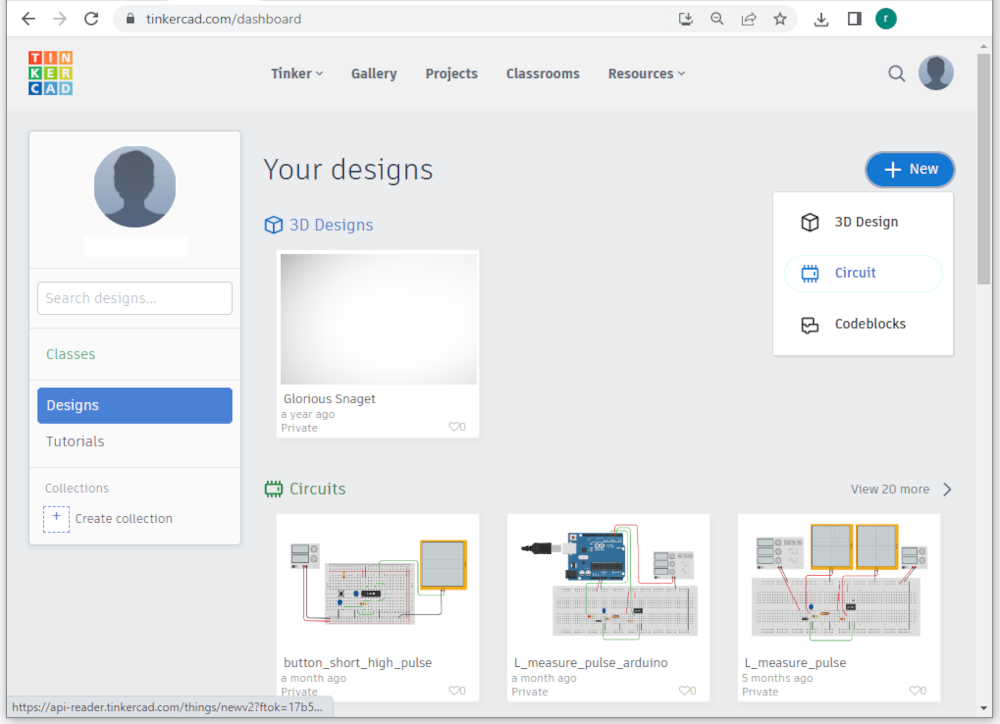 tinkercad.com/dashboard
r
TIN
KER
CAD
Tinker
Gallery
Projects
Classrooms
Resources
Your designs
+ New
3D Design
Circuit
Codeblocks
Search designs...
Classes
Designs
Tutorials
Collections
+ Create collection
3D Designs
Glorious Snaget
a year ago
Private
0
Circuits
View 20 more
button_short_high_pulse
a month ago
Private
0
L_measure_pulse_arduino
a month ago
Private
0
L_measure_pulse
5 months ago
Private
0
https://api-reader.tinkercad.com/things/newv2?ftok=17b5...